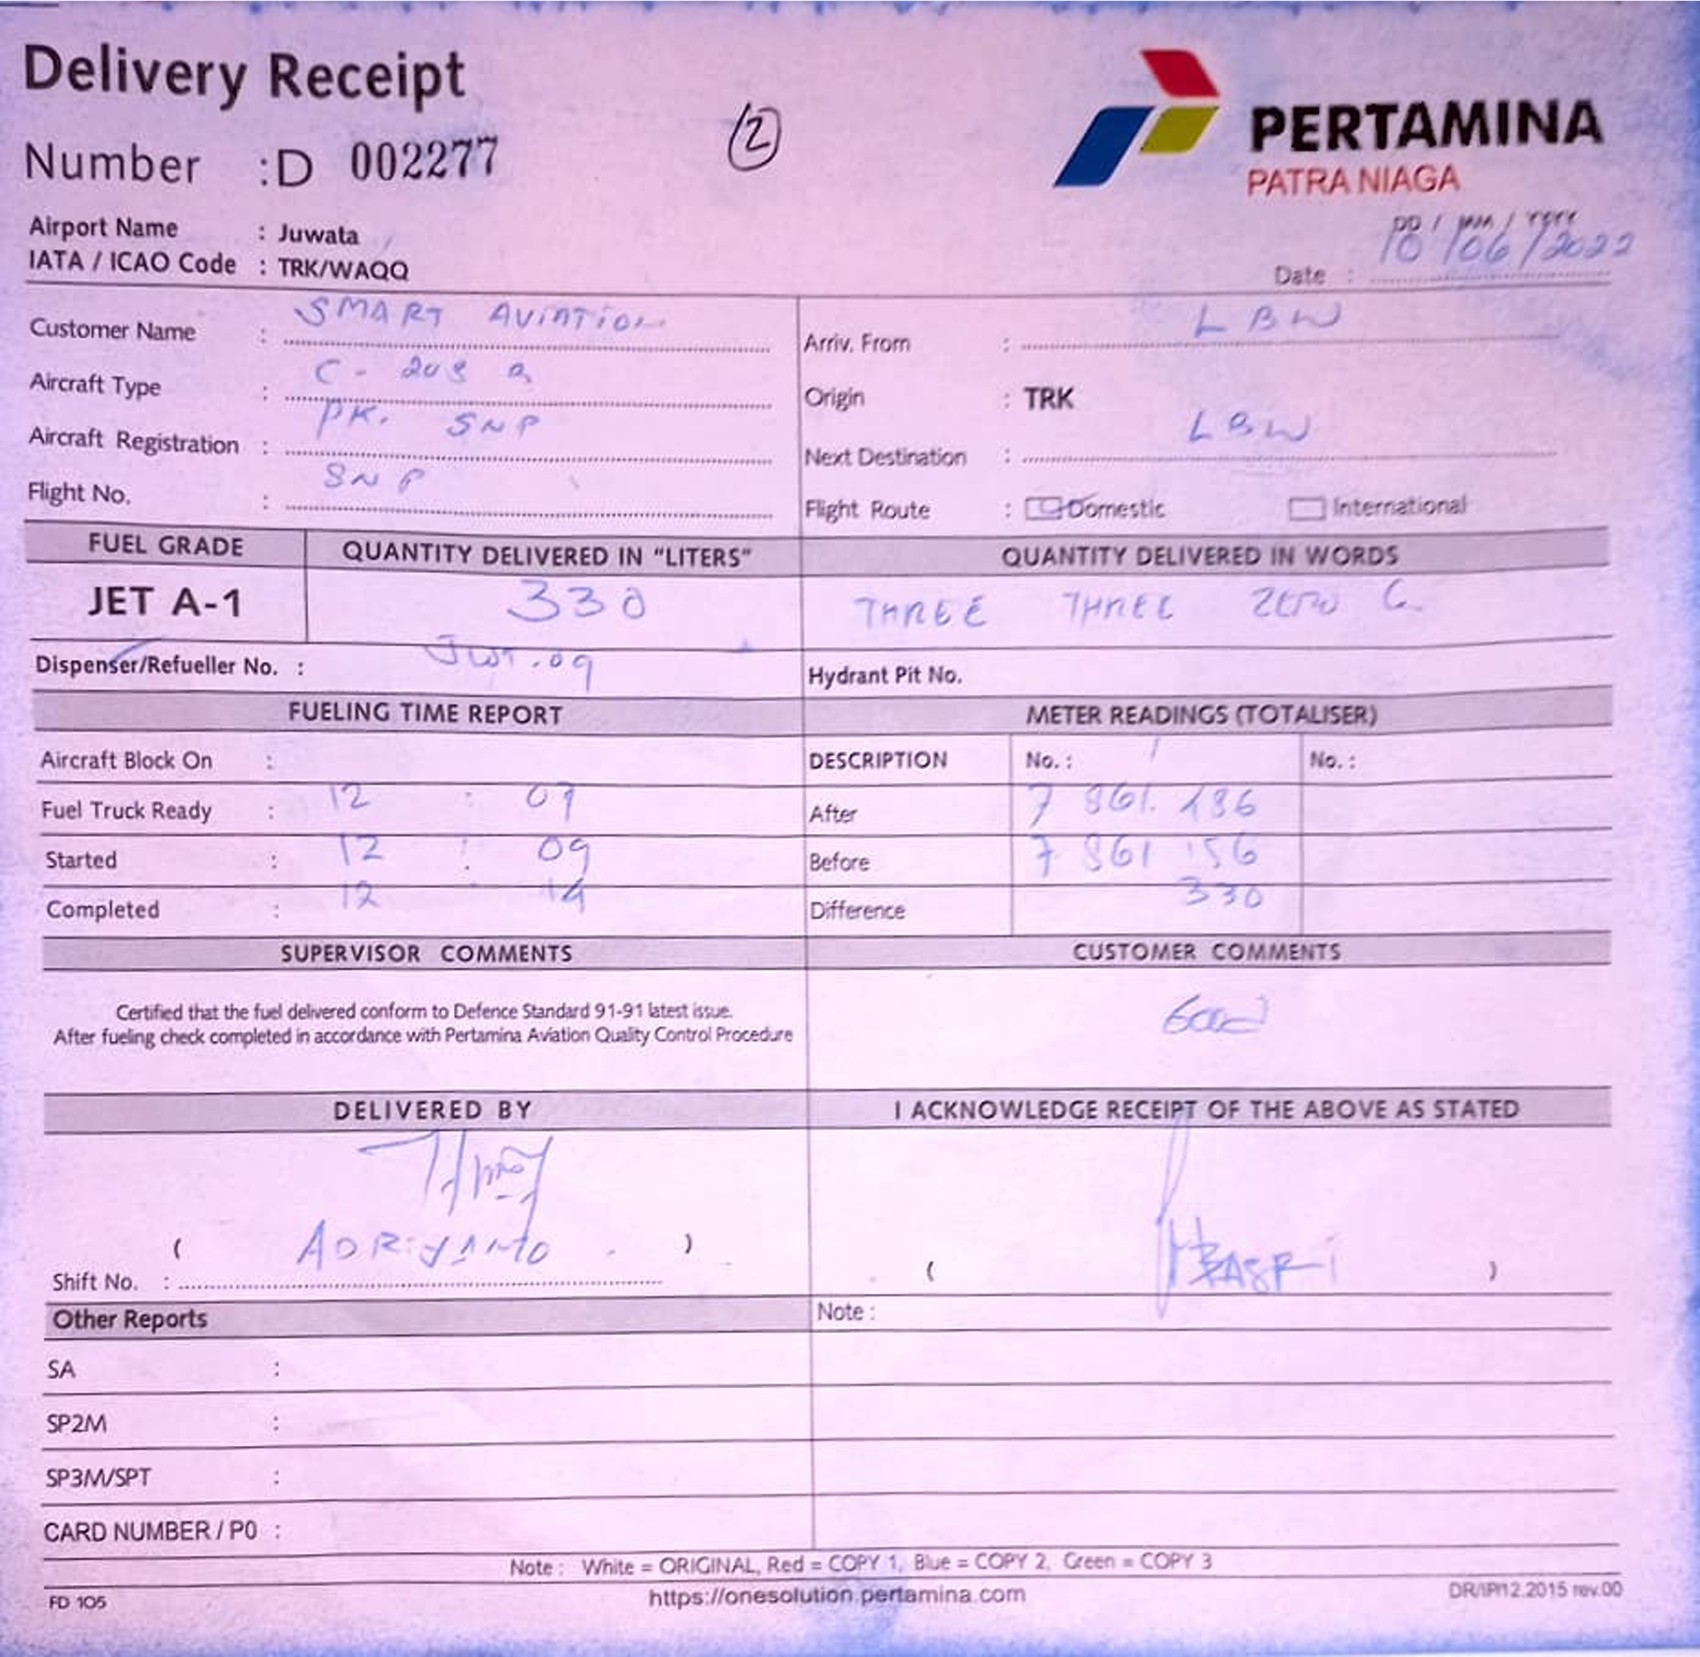 Delivery Receipt
Number :D 002277
2
PERTAMINA
PATRA NIAGA
Airport Name : Juwata
IATA / ICAO Code : TRK/WAQQ
DD / MM / YYYY
Date : 10/06/2022
Customer Name : SMART AVIATION
Arriv. From : LBW
Aircraft Type : C - 208
Origin : TRK
Aircraft Registration : PK. SNP
Next Destination : LBW
Flight No. : SNP
Flight Route : Domestic International
FUEL GRADE QUANTITY DELIVERED IN "LITERS" QUANTITY DELIVERED IN WORDS
JET A-1 330 THREE THREE ZERO
Dispenser/Refueller No. : JWT.09
Hydrant Pit No.
FUELING TIME REPORT METER READINGS (TOTALISER)
Aircraft Block On :
DESCRIPTION No. : No. :
Fuel Truck Ready : 12 : 07
After 7 861. 486
Started : 12 : 09
Before 7 861 156
Completed : 12 : 14
Difference 330
SUPERVISOR COMMENTS CUSTOMER COMMENTS
Certified that the fuel delivered conform to Defence Standard 91-91 latest issue.
After fueling check completed in accordance with Pertamina Aviation Quality Control Procedure
Good
DELIVERED BY I ACKNOWLEDGE RECEIPT OF THE ABOVE AS STATED
( ADRIYANTO )
( BASRI )
Shift No. :
Other Reports Note :
SA :
SP2M :
SP3M/SPT :
CARD NUMBER / PO :
Note : White = ORIGINAL, Red = COPY 1, Blue = COPY 2, Green = COPY 3
FD 105 https://onesolution.pertamina.com DR/IP/12.2015 rev.00